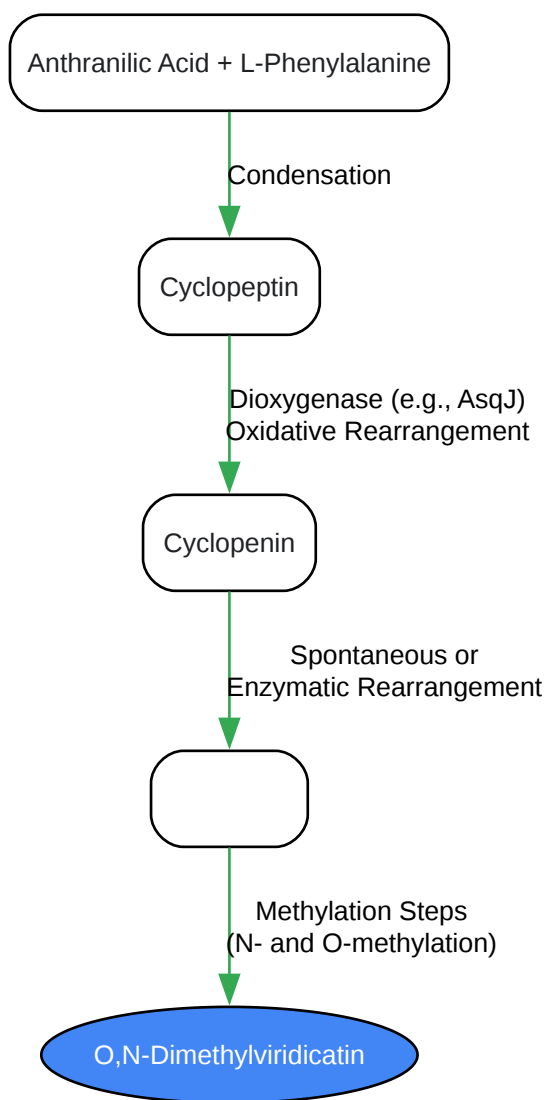 Anthranilic Acid + L-Phenylalanine
Condensation
Cyclopeptin
Dioxygenase (e.g., AsqJ)
Oxidative Rearrangement
Cyclopenin
Spontaneous or
Enzymatic Rearrangement
Methylation Steps
(N- and O-methylation)
O,N-Dimethylviridicatin